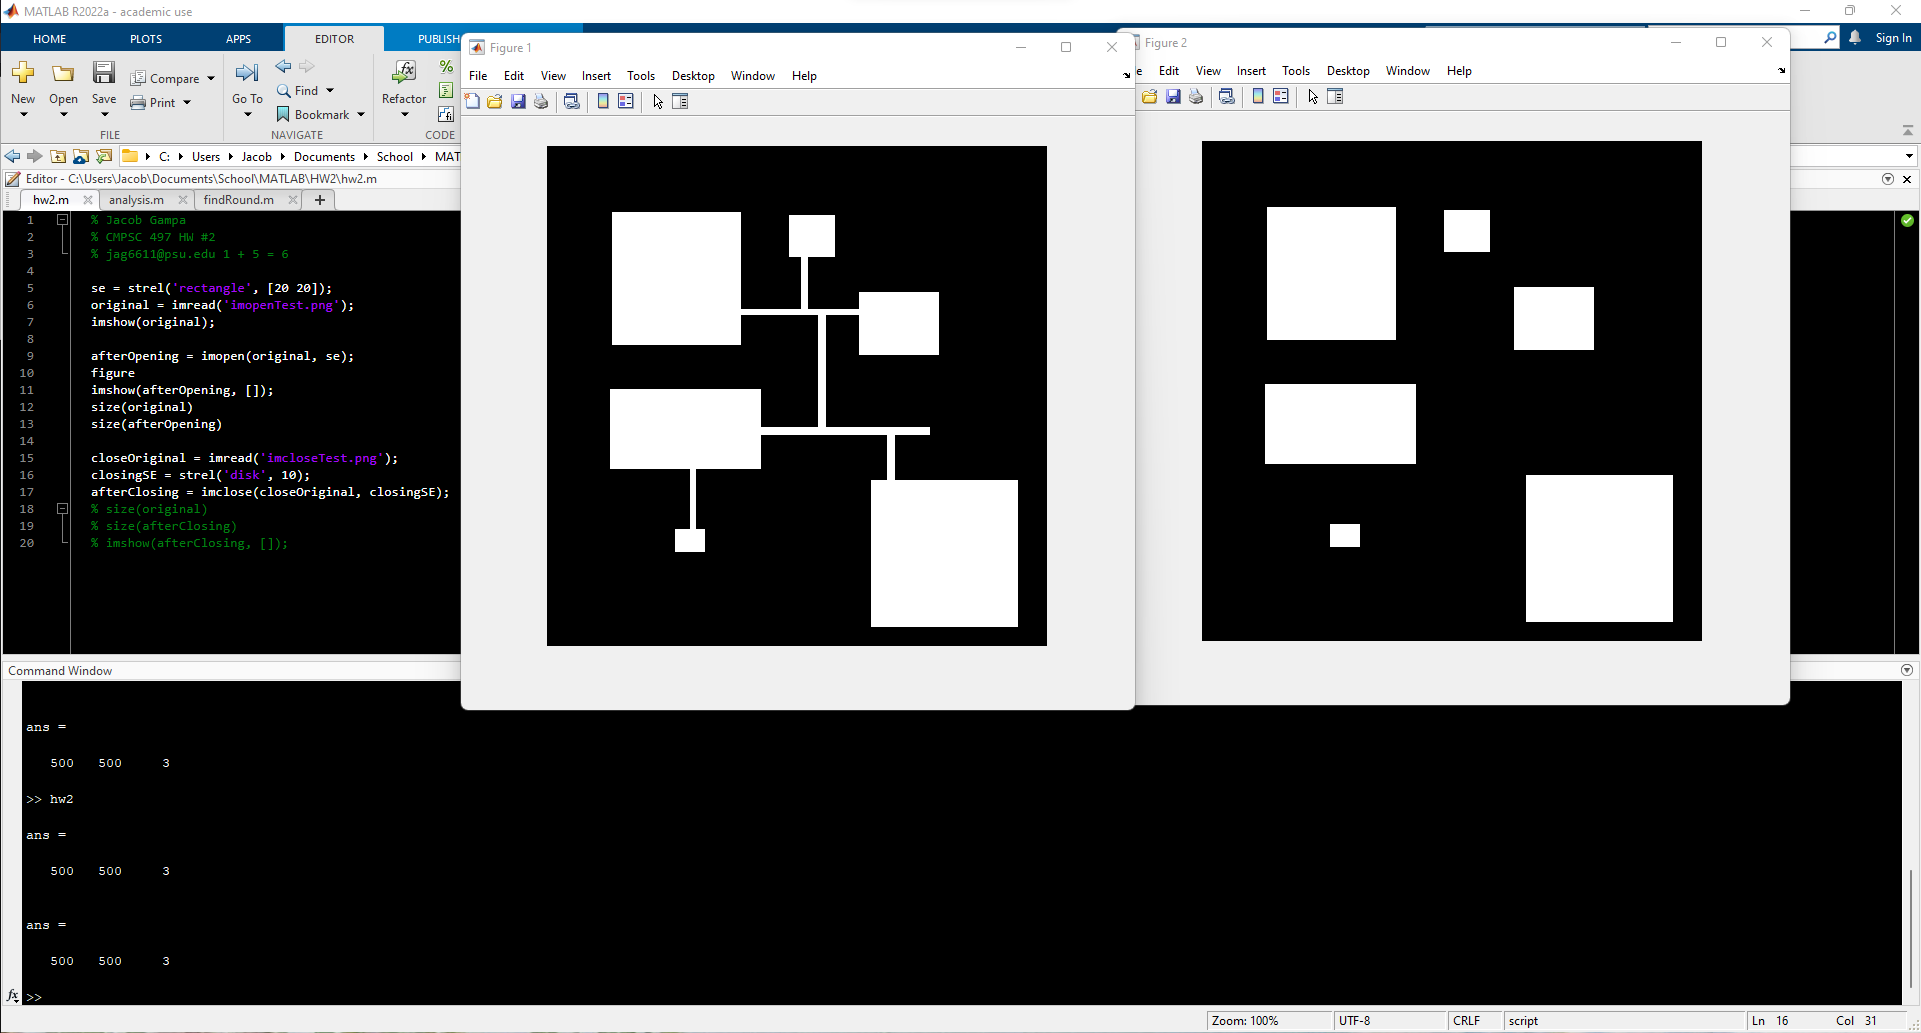 MATLAB R2022a - academic use
HOME PLOTS APPS EDITOR PUBLISH
Sign In
New Open Save Compare Print
Go To Find Bookmark
Refactor
FILE NAVIGATE CODE
C: Users Jacob Documents School MAT
Editor - C:\Users\Jacob\Documents\School\MATLAB\HW2\hw2.m
hw2.m analysis.m findRound.m +
1 % Jacob Gampa
2 % CMPSC 497 HW #2
3 % jag6611@psu.edu 1 + 5 = 6
4
5 se = strel('rectangle', [20 20]);
6 original = imread('imopenTest.png');
7 imshow(original);
8
9 afterOpening = imopen(original, se);
10 figure
11 imshow(afterOpening, []);
12 size(original)
13 size(afterOpening)
14
15 closeOriginal = imread('imcloseTest.png');
16 closingSE = strel('disk', 10);
17 afterClosing = imclose(closeOriginal, closingSE);
18 % size(original)
19 % size(afterClosing)
20 % imshow(afterClosing, []);
Figure 1
File Edit View Insert Tools Desktop Window Help
Figure 2
e Edit View Insert Tools Desktop Window Help
Command Window
ans =
500 500 3
>> hw2
ans =
500 500 3
ans =
500 500 3
fx >>
Zoom: 100% UTF-8 CRLF script Ln 16 Col 31